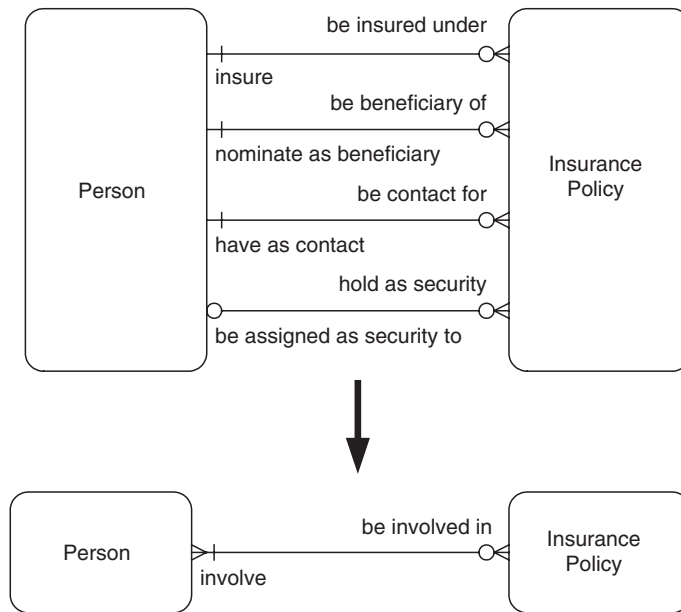 be insured under
insure
be beneficiary of
nominate as beneficiary
Person
Insurance
Policy
be contact for
have as contact
hold as security
be assigned as security to
be involved in
Person
Insurance
Policy
involve